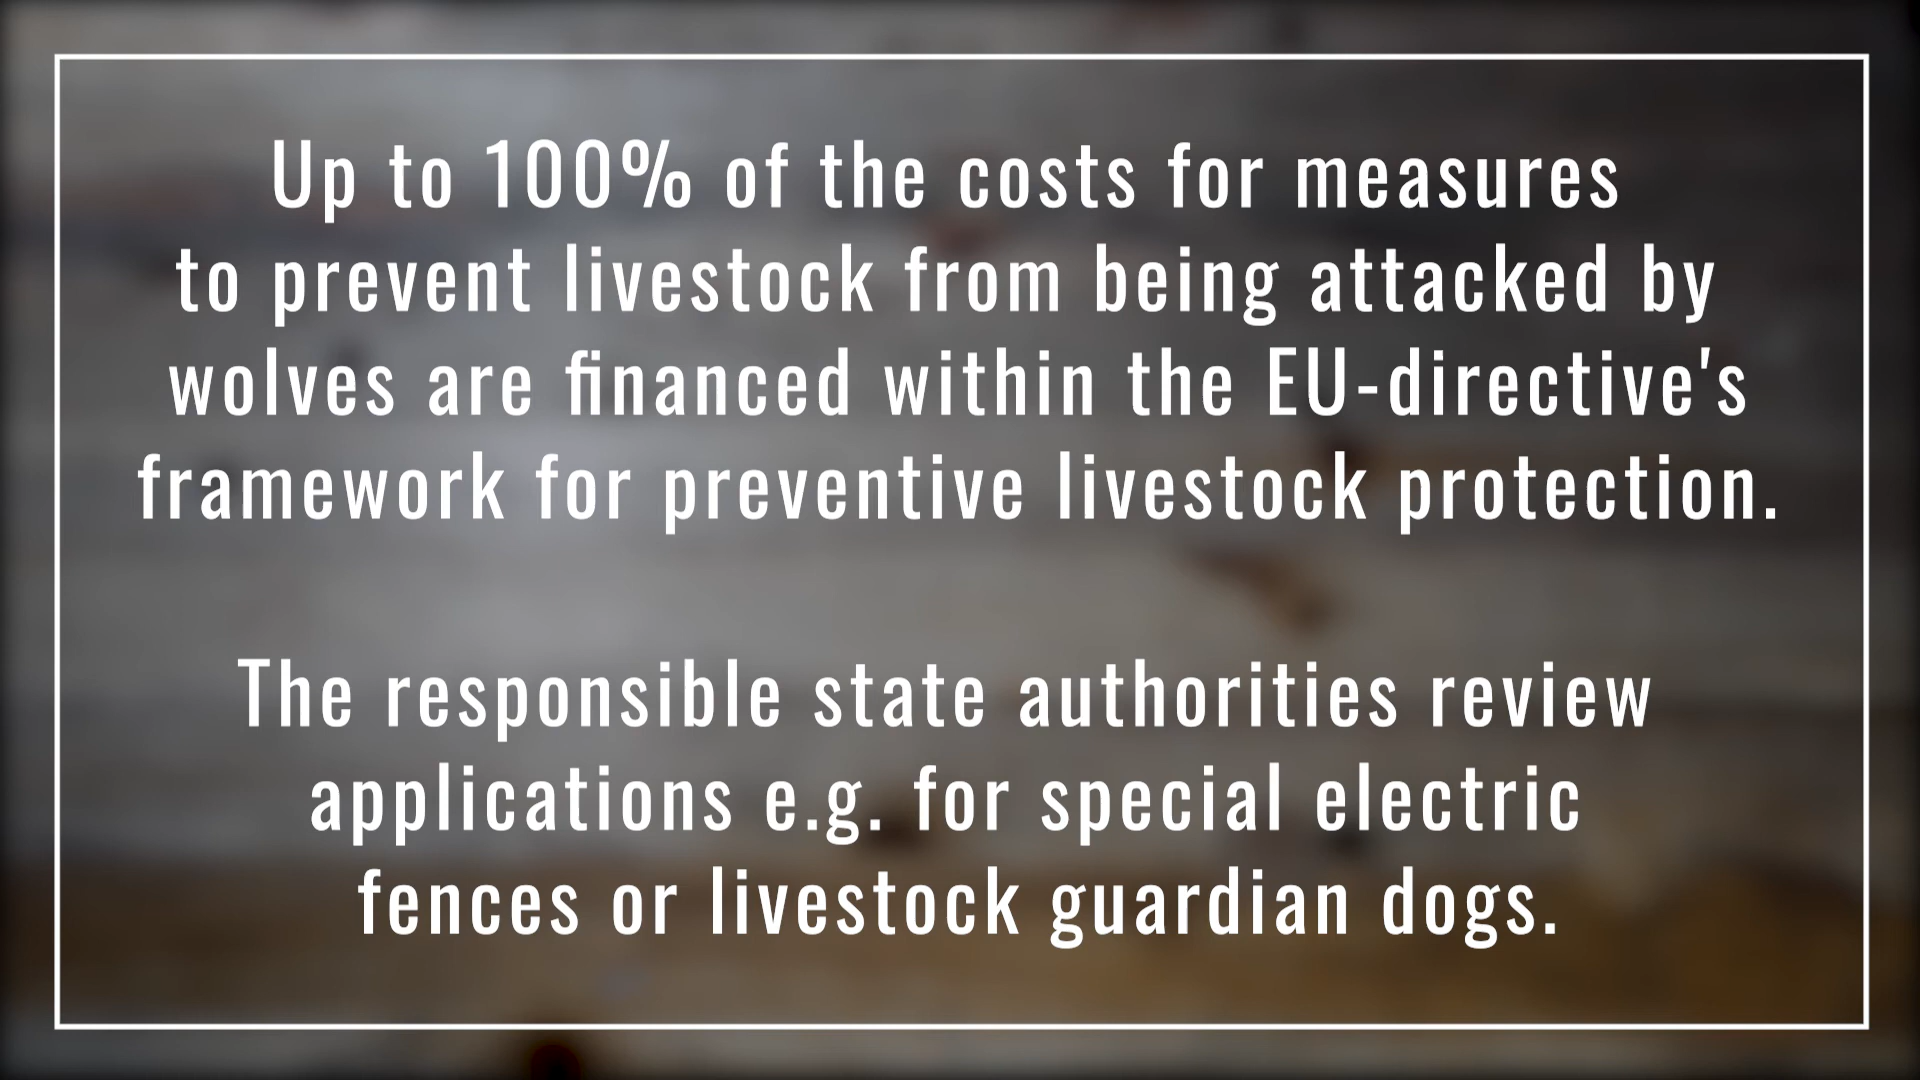 Up to 100% of the costs for measures
to prevent livestock from being attacked by
wolves are financed within the EU-directive's
framework for preventive livestock protection.
The responsible state authorities review
applications e.g. for special electric
fences or livestock guardian dogs.